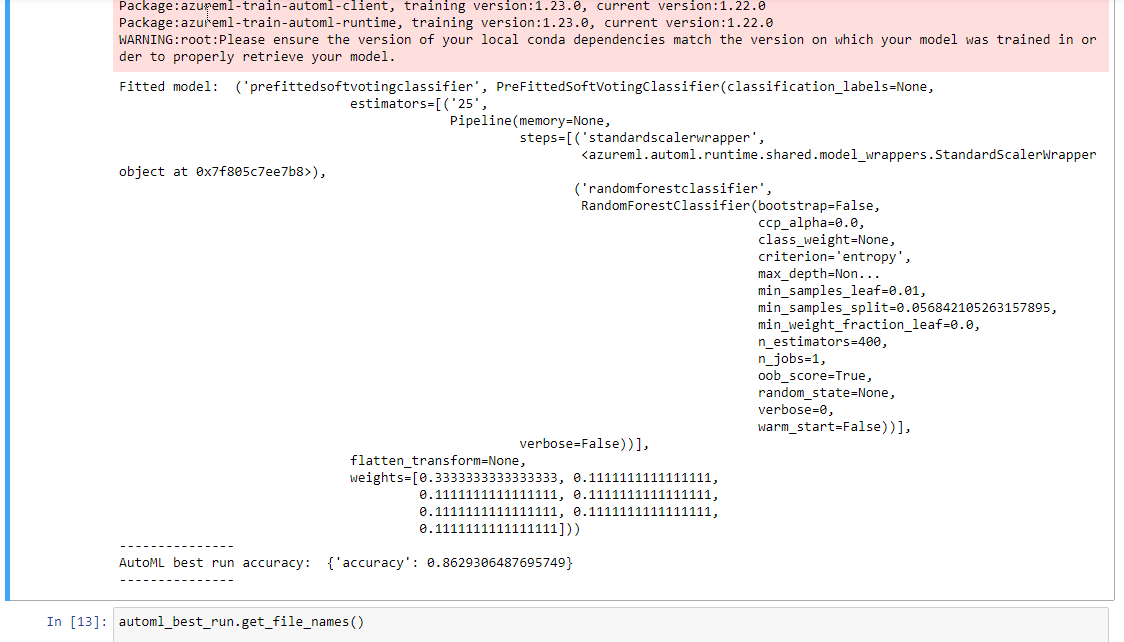 Package:azureml-train-automl-client, training version:1.23.0, current version:1.22.0
Package:azureml-train-automl-runtime, training version:1.23.0, current version:1.22.0
WARNING:root:Please ensure the version of your local conda dependencies match the version on which your model was trained in or
der to properly retrieve your model.
Fitted model:  ('prefittedsoftvotingclassifier', PreFittedSoftVotingClassifier(classification_labels=None,
estimators=[('25',
Pipeline(memory=None,
steps=[('standardscalerwrapper',
<azureml.automl.runtime.shared.model_wrappers.StandardScalerWrapper
object at 0x7f805c7ee7b8>),
('randomforestclassifier',
RandomForestClassifier(bootstrap=False,
ccp_alpha=0.0,
class_weight=None,
criterion='entropy',
max_depth=Non...
min_samples_leaf=0.01,
min_samples_split=0.056842105263157895,
min_weight_fraction_leaf=0.0,
n_estimators=400,
n_jobs=1,
oob_score=True,
random_state=None,
verbose=0,
warm_start=False))],
verbose=False))],
flatten_transform=None,
weights=[0.3333333333333333, 0.1111111111111111,
0.1111111111111111, 0.1111111111111111,
0.1111111111111111, 0.1111111111111111,
0.1111111111111111]))
---------------
AutoML best run accuracy:  {'accuracy': 0.8629306487695749}
---------------
In [13]: automl_best_run.get_file_names()